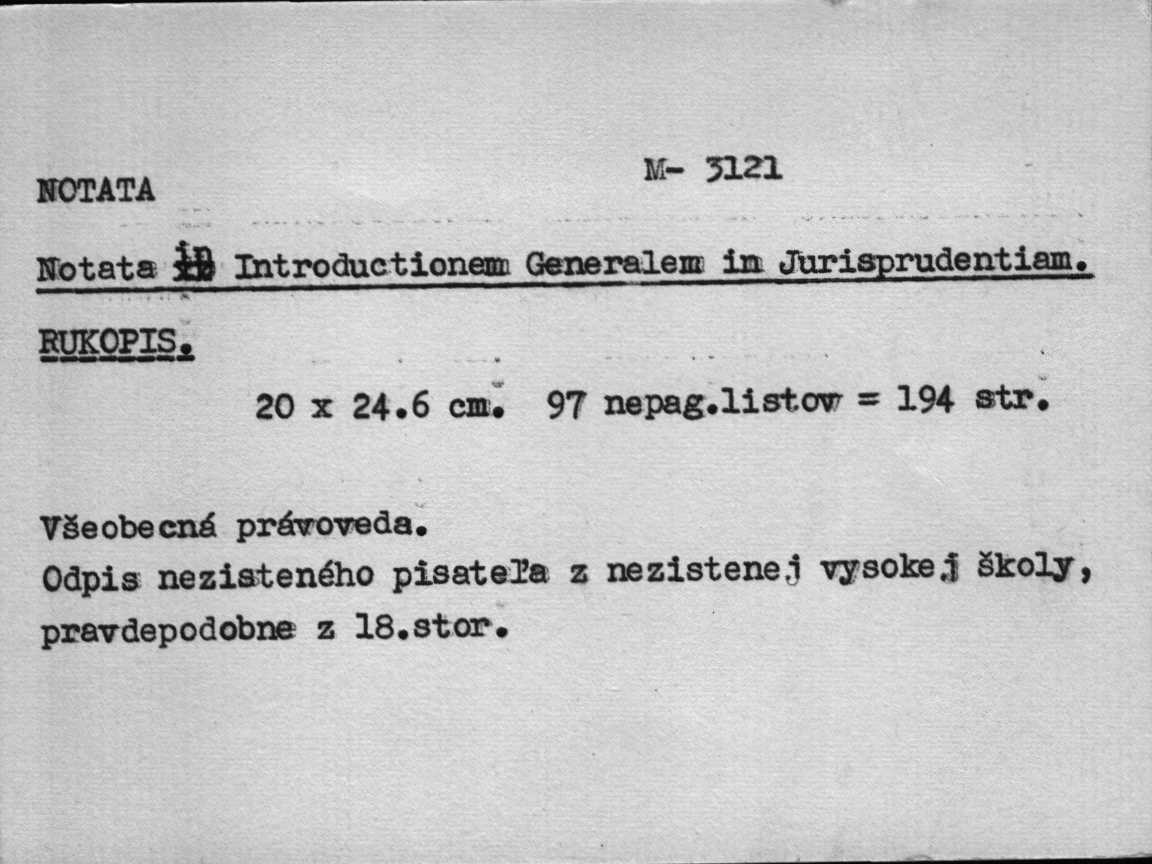 M- 3121
NOTATA
Notata in Introductionem Generalem in Jurisprudentiam.
RUKOPIS.
20 x 24.6 cm. 97 nepag.listov = 194 str.
Všeobecná právoveda.
Odpis nezisteného pisateľa z nezistenej vysokej školy,
pravdepodobne z 18.stor.